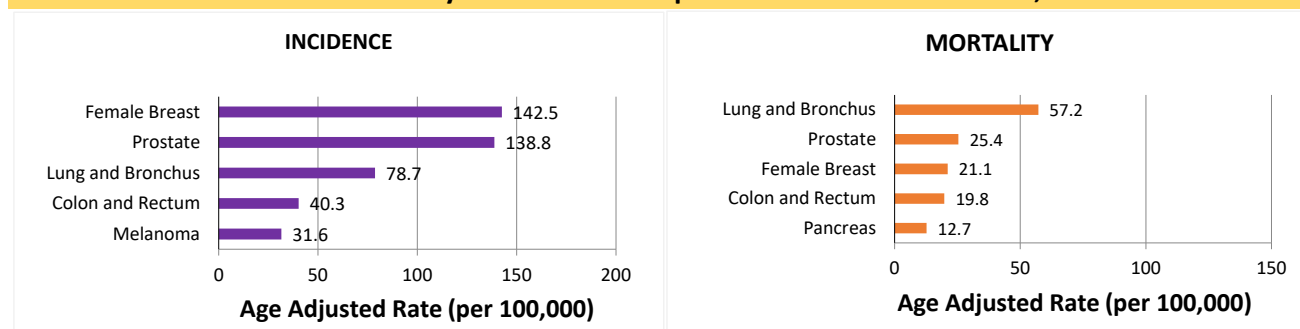 INCIDENCE
Female Breast 142.5
Prostate 138.8
Lung and Bronchus 78.7
Colon and Rectum 40.3
Melanoma 31.6
0 50 100 150 200
Age Adjusted Rate (per 100,000)
MORTALITY
Lung and Bronchus 57.2
Prostate 25.4
Female Breast 21.1
Colon and Rectum 19.8
Pancreas 12.7
0 50 100 150
Age Adjusted Rate (per 100,000)